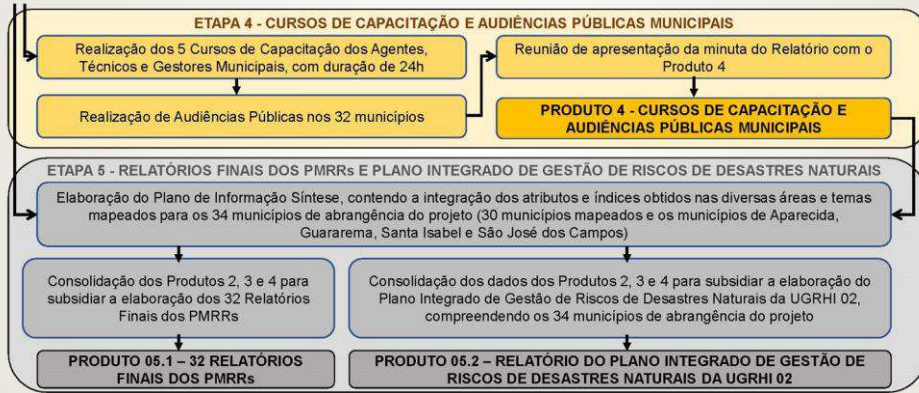 ETAPA 4 - CURSOS DE CAPACITAÇÃO E AUDIÊNCIAS PÚBLICAS MUNICIPAIS
Realização dos 5 Cursos de Capacitação dos Agentes,
Técnicos e Gestores Municipais, com duração de 24h
Realização de Audiências Públicas nos 32 municípios
Reunião de apresentação da minuta do Relatório com o
Produto 4
PRODUTO 4 - CURSOS DE CAPACITAÇÃO E
AUDIÊNCIAS PÚBLICAS MUNICIPAIS
ETAPA 5 - RELATÓRIOS FINAIS DOS PMRRs E PLANO INTEGRADO DE GESTÃO DE RISCOS DE DESASTRES NATURAIS
Elaboração do Plano de Informação Síntese, contendo a integração dos atributos e índices obtidos nas diversas áreas e temas
mapeados para os 34 municípios de abrangência do projeto (30 municípios mapeados e os municípios de Aparecida,
Guararema, Santa Isabel e São José dos Campos)
Consolidação dos Produtos 2, 3 e 4 para
subsidiar a elaboração dos 32 Relatórios
Finais dos PMRRs
PRODUTO 05.1 – 32 RELATÓRIOS
FINAIS DOS PMRRs
Consolidação dos dados dos Produtos 2, 3 e 4 para subsidiar a elaboração do
Plano Integrado de Gestão de Riscos de Desastres Naturais da UGRHI 02,
compreendendo os 34 municípios de abrangência do projeto
PRODUTO 05.2 – RELATÓRIO DO PLANO INTEGRADO DE GESTÃO DE
RISCOS DE DESASTRES NATURAIS DA UGRHI 02